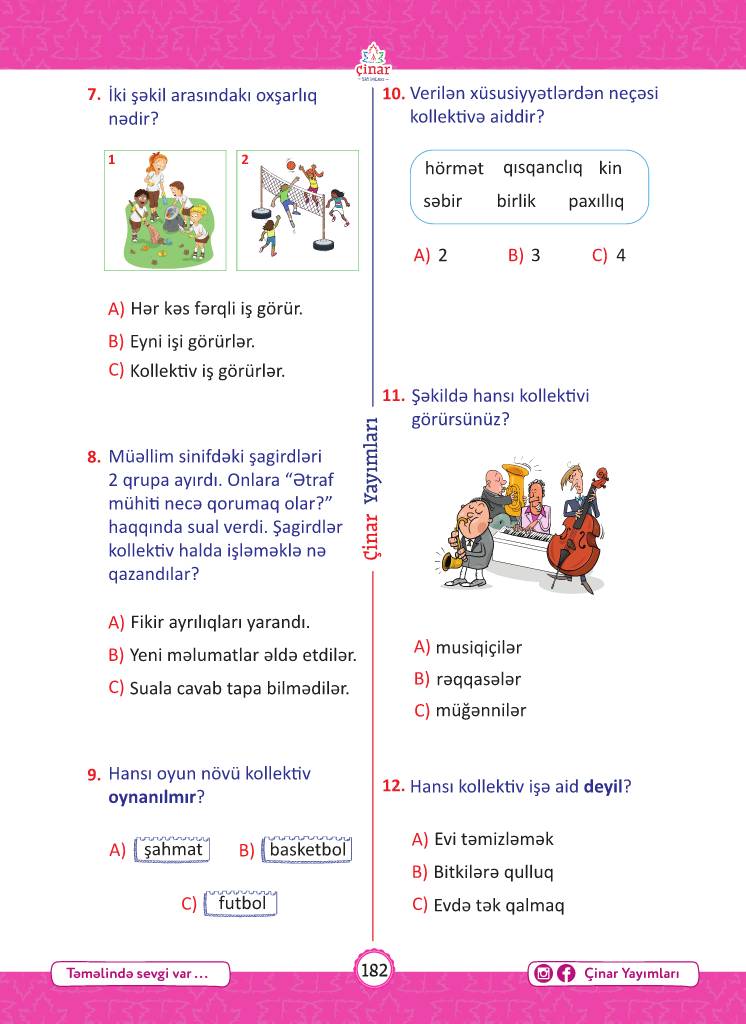 çinar
YAYIMLARI
7. İki şəkil arasındakı oxşarlıq
nədir?
1
2
A) Hər kəs fərqli iş görür.
B) Eyni işi görürlər.
C) Kollektiv iş görürlər.
8. Müəllim sinifdəki şagirdləri
2 qrupa ayırdı. Onlara “Ətraf
mühiti necə qorumaq olar?”
haqqında sual verdi. Şagirdlər
kollektiv halda işləməklə nə
qazandılar?
A) Fikir ayrılıqları yarandı.
B) Yeni məlumatlar əldə etdilər.
C) Suala cavab tapa bilmədilər.
9. Hansı oyun növü kollektiv
oynanılmır?
A) şahmat B) basketbol
C) futbol
Çinar Yayımları
10. Verilən xüsusiyyətlərdən neçəsi
kollektivə aiddir?
hörmət qısqanclıq kin
səbir birlik paxıllıq
A) 2 B) 3 C) 4
11. Şəkildə hansı kollektivi
görürsünüz?
A) musiqiçilər
B) rəqqasələr
C) müğənnilər
12. Hansı kollektiv işə aid deyil?
A) Evi təmizləmək
B) Bitkilərə qulluq
C) Evdə tək qalmaq
Təməlində sevgi var ...
182
Çinar Yayımları